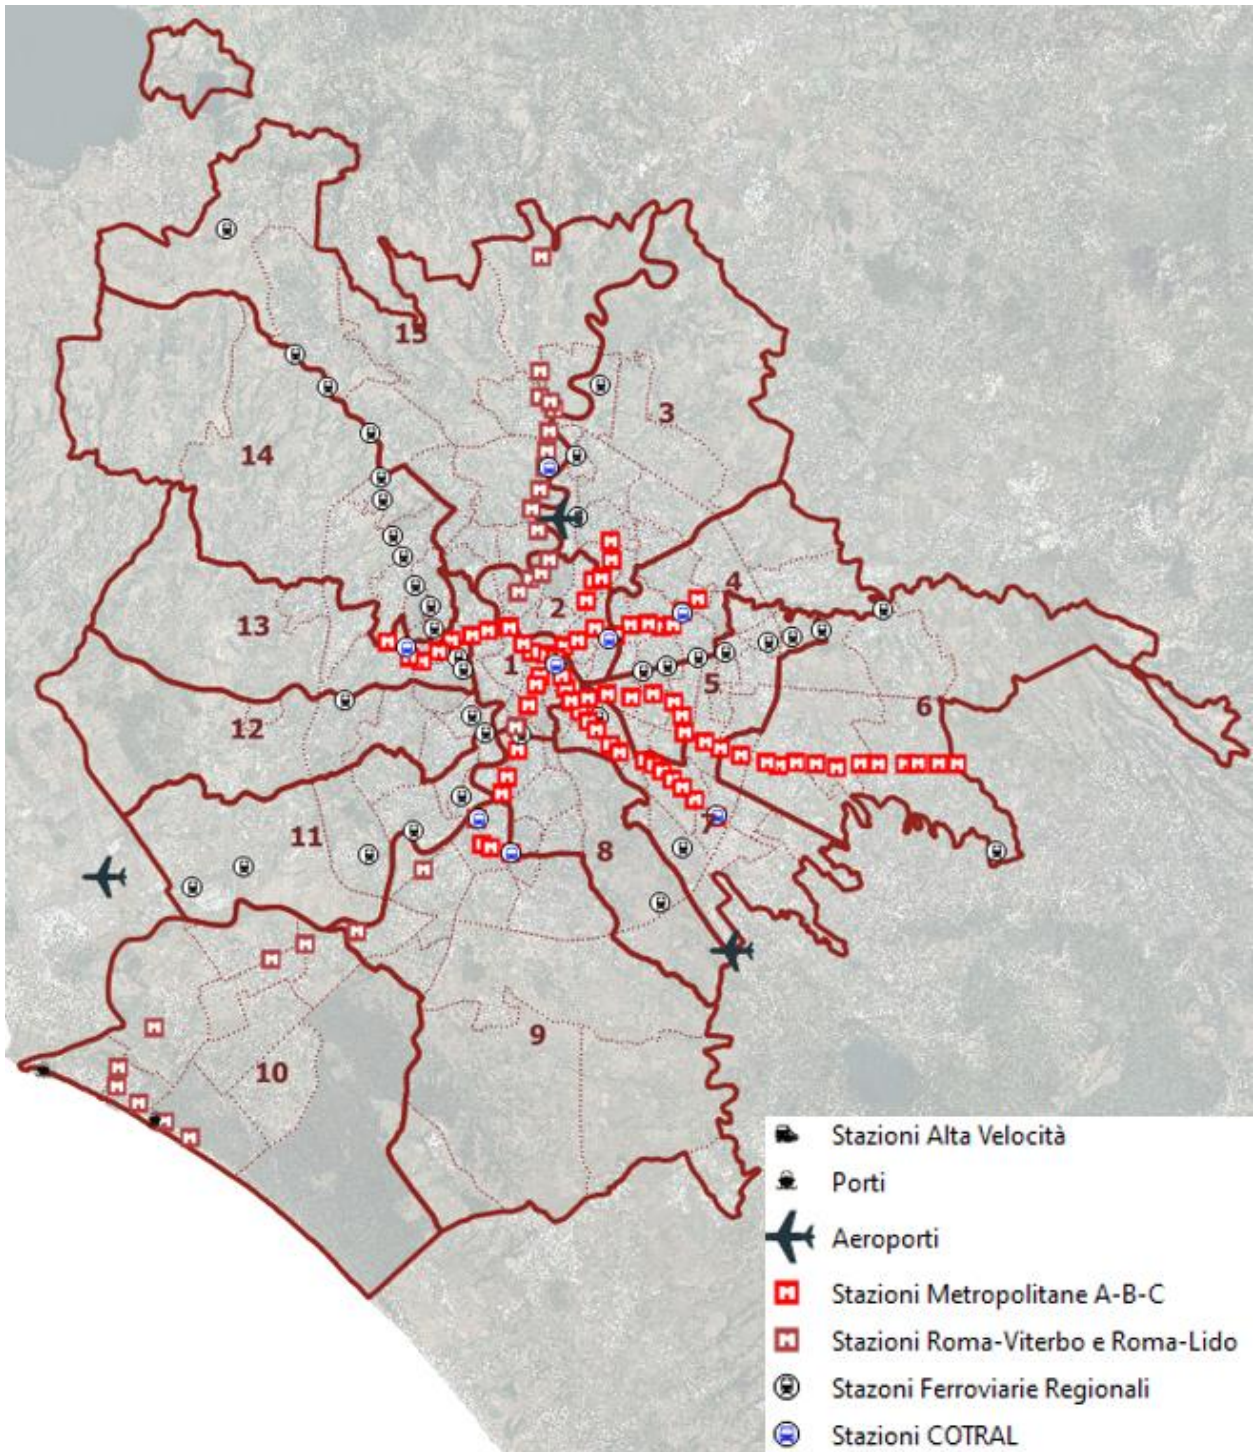 15
3
14
4
2
13
1
5
6
12
7
11
8
9
10
Stazioni Alta Velocità
Porti
Aeroporti
Stazioni Metropolitane A-B-C
Stazioni Roma-Viterbo e Roma-Lido
Stazoni Ferroviarie Regionali
Stazioni COTRAL